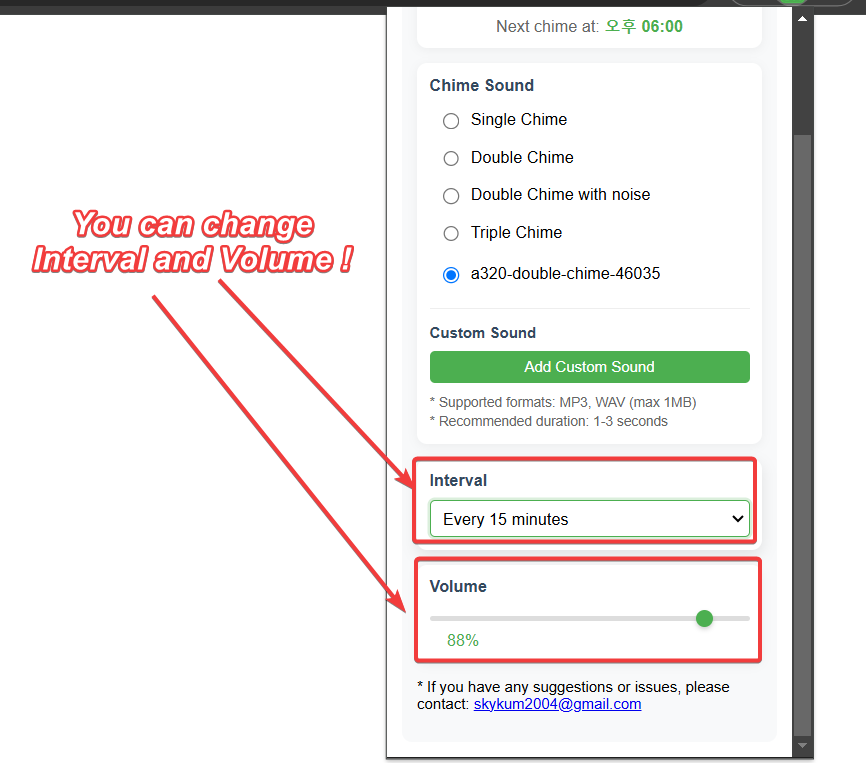 Next chime at: 오후 06:00
Chime Sound
Single Chime
Double Chime
Double Chime with noise
Triple Chime
a320-double-chime-46035
Custom Sound
Add Custom Sound
* Supported formats: MP3, WAV (max 1MB)
* Recommended duration: 1-3 seconds
You can change
Interval and Volume !
Interval
Every 15 minutes
Volume
88%
* If you have any suggestions or issues, please
contact: skykum2004@gmail.com